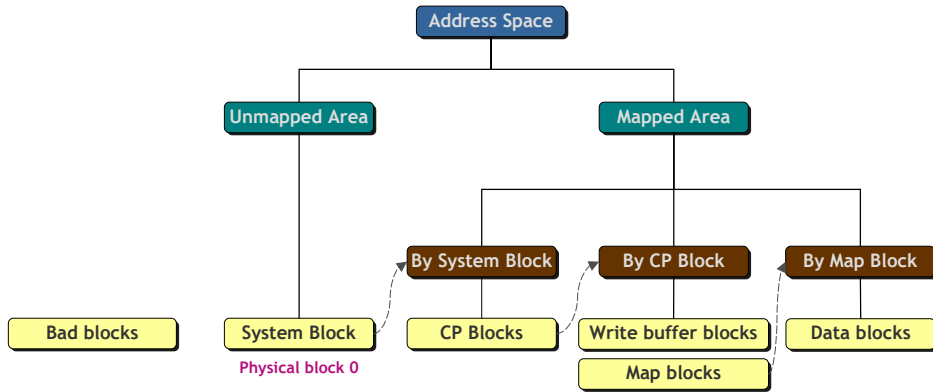 Address Space
Unmapped Area
Mapped Area
By System Block
By CP Block
By Map Block
Bad blocks
System Block
CP Blocks
Write buffer blocks
Data blocks
Physical block 0
Map blocks